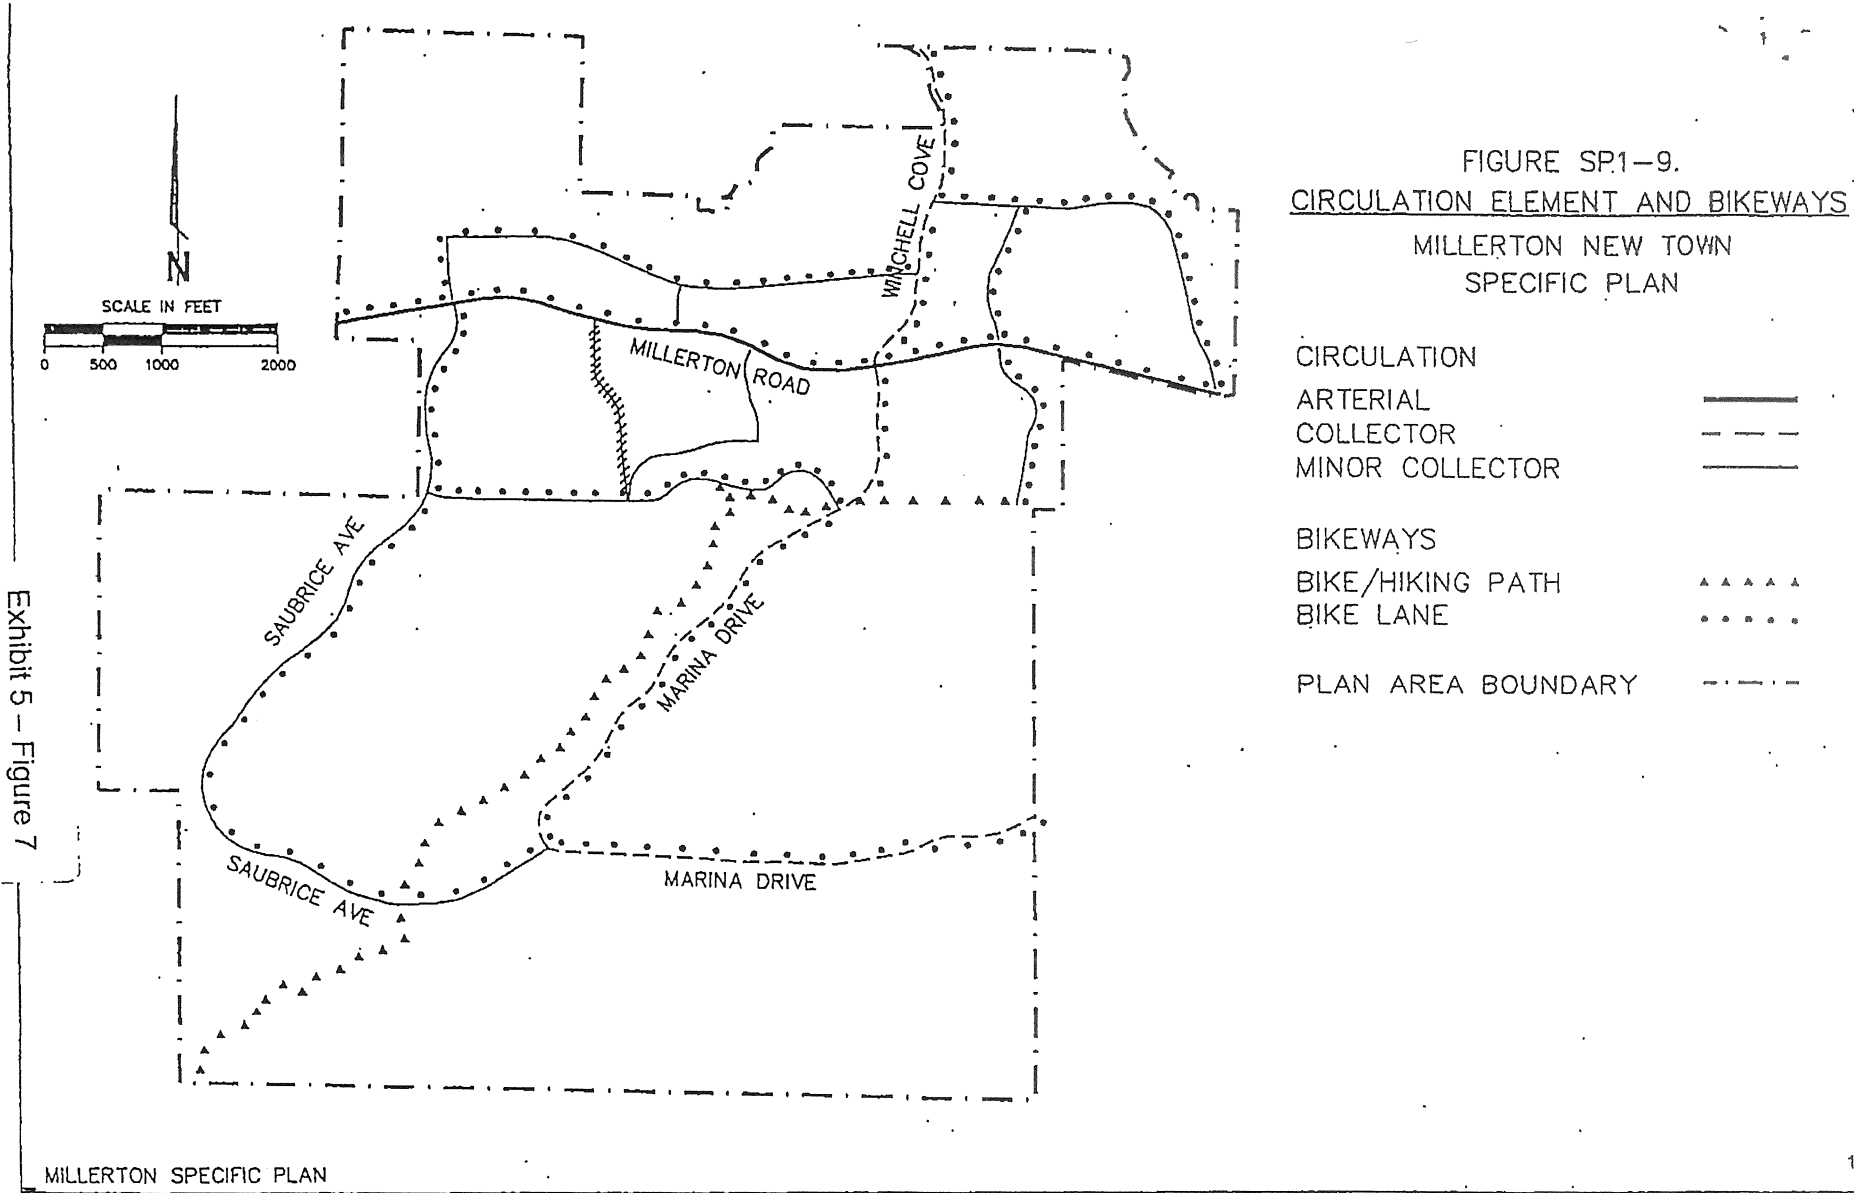 FIGURE SP.1-9.
CIRCULATION ELEMENT AND BIKEWAYS
MILLERTON NEW TOWN
SPECIFIC PLAN
CIRCULATION
ARTERIAL
COLLECTOR
MINOR COLLECTOR
BIKEWAYS
BIKE/HIKING PATH
BIKE LANE
PLAN AREA BOUNDARY
N
SCALE IN FEET
0 500 1000 2000
WINCHELL COVE
MILLERTON ROAD
SAUBRICE AVE
MARINA DRIVE
SAUBRICE AVE
MARINA DRIVE
Exhibit 5 – Figure 7
MILLERTON SPECIFIC PLAN
1